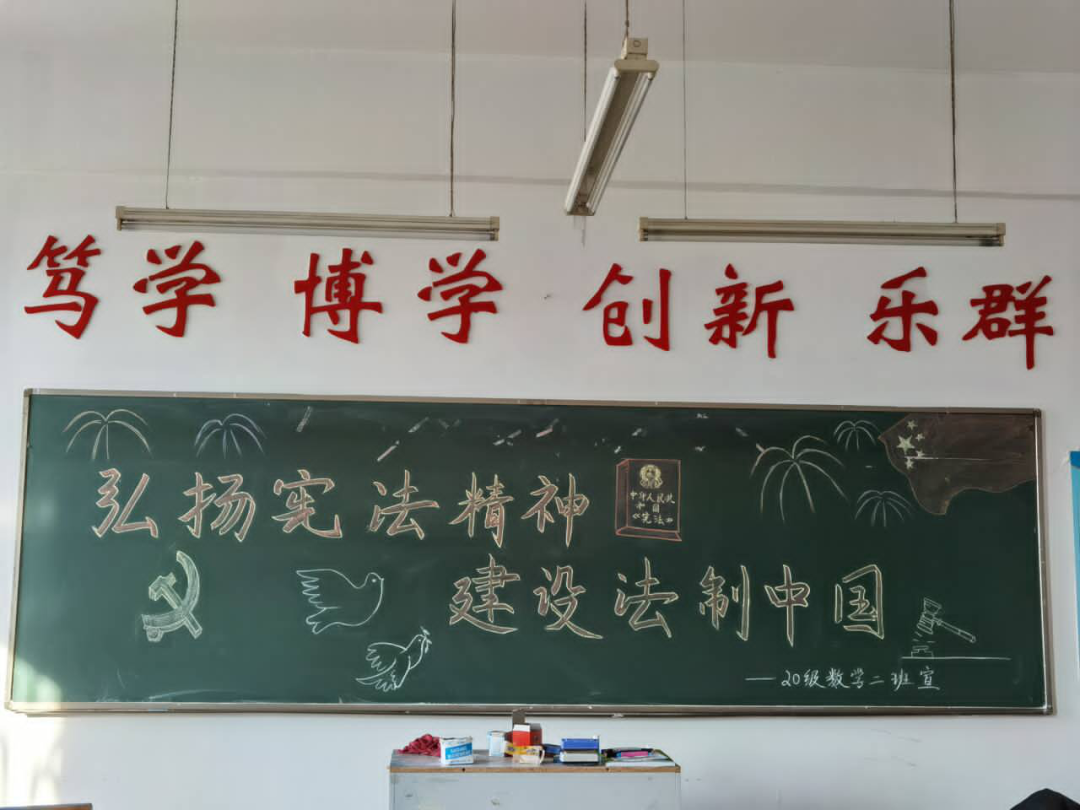 笃学 博学 创新 乐群
弘扬宪法精神
中华人民共
和国
《宪法》
建设法制中国
——20级数学二班宣